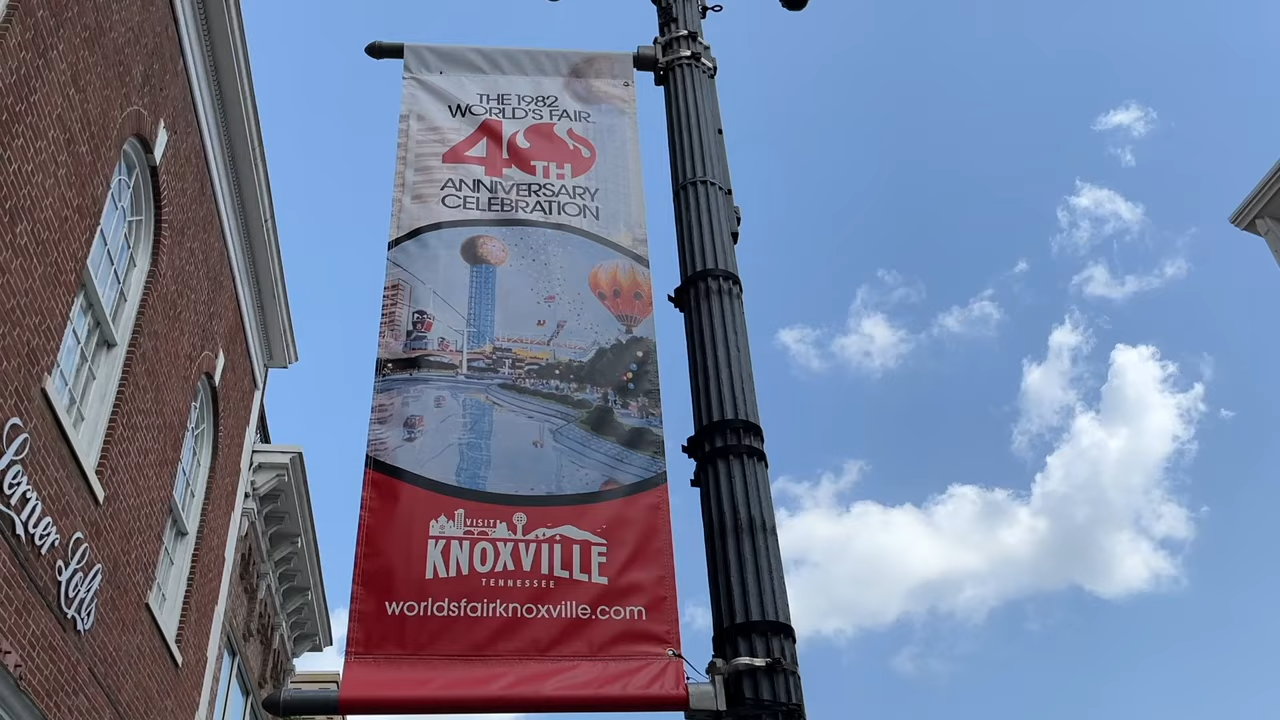 THE 1982
WORLD'S FAIR
40TH
ANNIVERSARY
CELEBRATION
VISIT
KNOXVILLE
TENNESSEE
worldsfairknoxville.com
Lerner Lofts